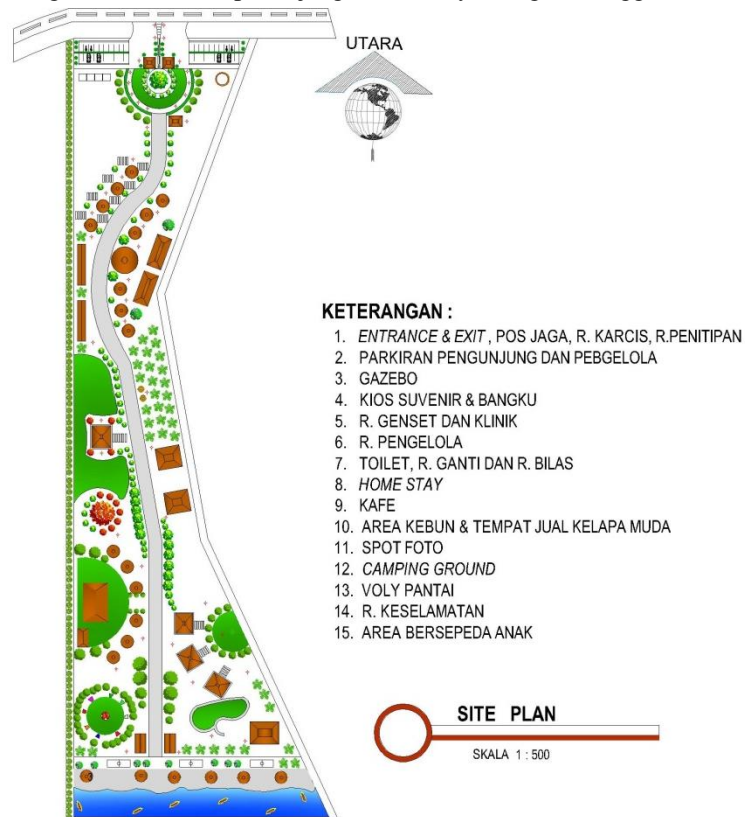 UTARA
KETERANGAN :
1. ENTRANCE & EXIT , POS JAGA, R. KARCIS, R.PENITIPAN
2. PARKIRAN PENGUNJUNG DAN PEBGELOLA
3. GAZEBO
4. KIOS SUVENIR & BANGKU
5. R. GENSET DAN KLINIK
6. R. PENGELOLA
7. TOILET, R. GANTI DAN R. BILAS
8. HOME STAY
9. KAFE
10. AREA KEBUN & TEMPAT JUAL KELAPA MUDA
11. SPOT FOTO
12. CAMPING GROUND
13. VOLY PANTAI
14. R. KESELAMATAN
15. AREA BERSEPEDA ANAK
SITE PLAN
SKALA 1 : 500